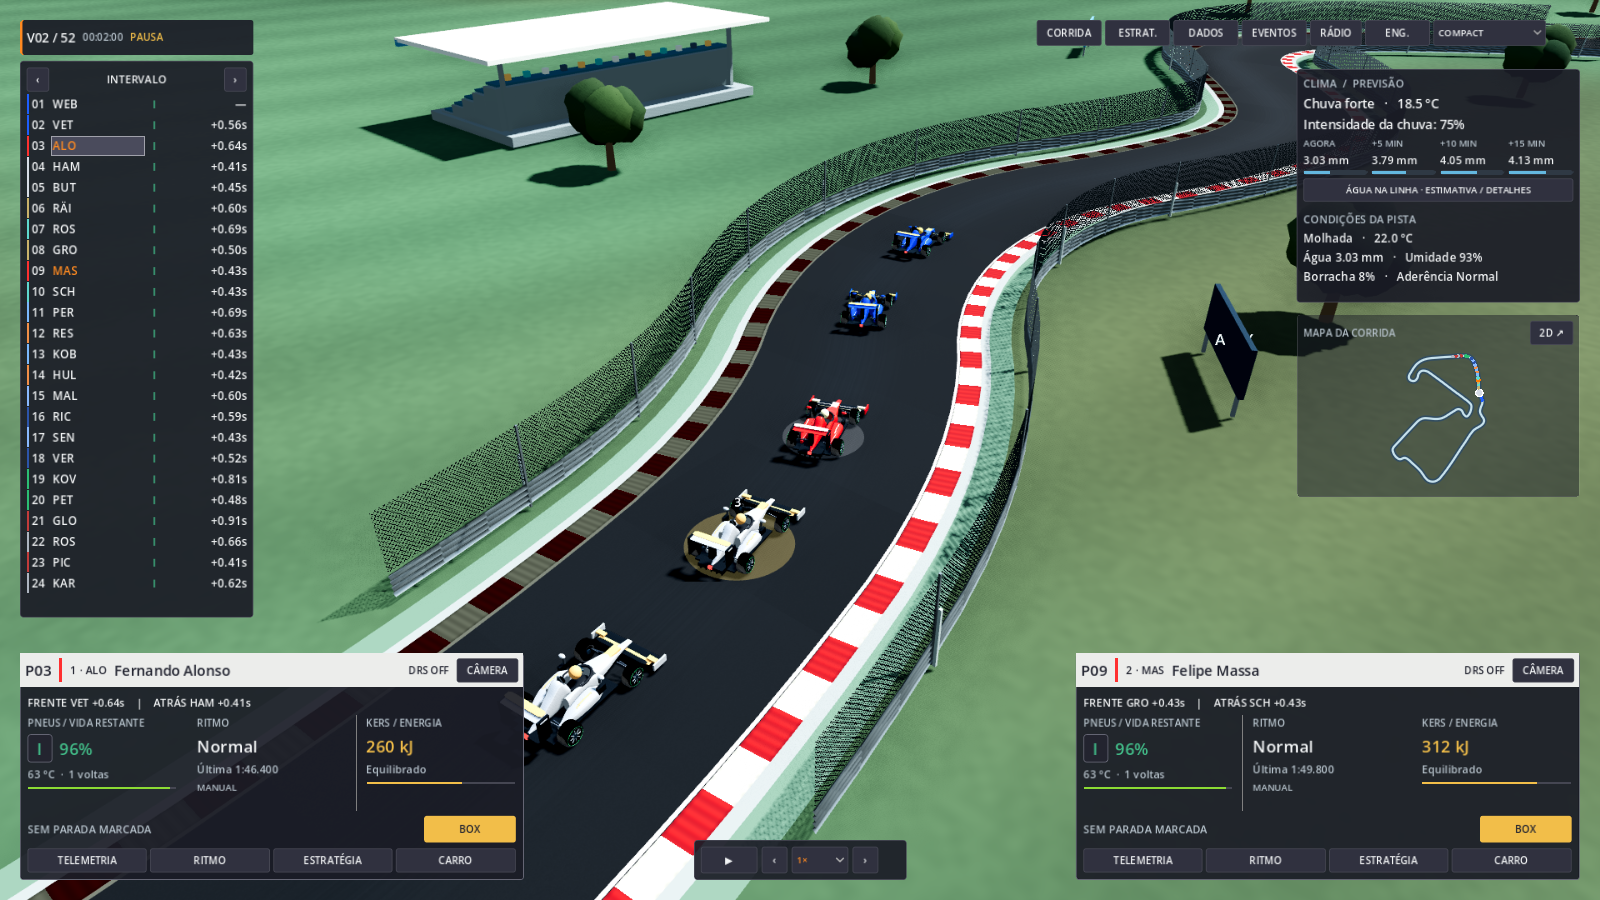 V02 / 52 00:02:00 PAUSA
‹ INTERVALO ›
01 WEB I —
02 VET I +0.56s
03 ALO I +0.64s
04 HAM I +0.41s
05 BUT I +0.45s
06 RÄI I +0.60s
07 ROS I +0.69s
08 GRO I +0.50s
09 MAS I +0.43s
10 SCH I +0.43s
11 PER I +0.69s
12 RES I +0.63s
13 KOB I +0.43s
14 HUL I +0.42s
15 MAL I +0.60s
16 RIC I +0.59s
17 SEN I +0.43s
18 VER I +0.52s
19 KOV I +0.81s
20 PET I +0.48s
21 GLO I +0.91s
22 ROS I +0.66s
23 PIC I +0.41s
24 KAR I +0.62s
CORRIDA ESTRAT. DADOS EVENTOS RÁDIO ENG. COMPACT
CLIMA / PREVISÃO
Chuva forte · 18.5 °C
Intensidade da chuva: 75%
AGORA +5 MIN +10 MIN +15 MIN
3.03 mm 3.79 mm 4.05 mm 4.13 mm
ÁGUA NA LINHA · ESTIMATIVA / DETALHES
CONDIÇÕES DA PISTA
Molhada · 22.0 °C
Água 3.03 mm · Umidade 93%
Borracha 8% · Aderência Normal
MAPA DA CORRIDA 2D ↗
A
3
P03 1 · ALO Fernando Alonso DRS OFF CÂMERA
FRENTE VET +0.64s | ATRÁS HAM +0.41s
PNEUS / VIDA RESTANTE RITMO KERS / ENERGIA
I 96% Normal 260 kJ
63 °C · 1 voltas Última 1:46.400 Equilibrado
MANUAL
SEM PARADA MARCADA BOX
TELEMETRIA RITMO ESTRATÉGIA CARRO
▶ ‹ 1× ›
P09 2 · MAS Felipe Massa DRS OFF CÂMERA
FRENTE GRO +0.43s | ATRÁS SCH +0.43s
PNEUS / VIDA RESTANTE RITMO KERS / ENERGIA
I 96% Normal 312 kJ
63 °C · 1 voltas Última 1:49.800 Equilibrado
MANUAL
SEM PARADA MARCADA BOX
TELEMETRIA RITMO ESTRATÉGIA CARRO